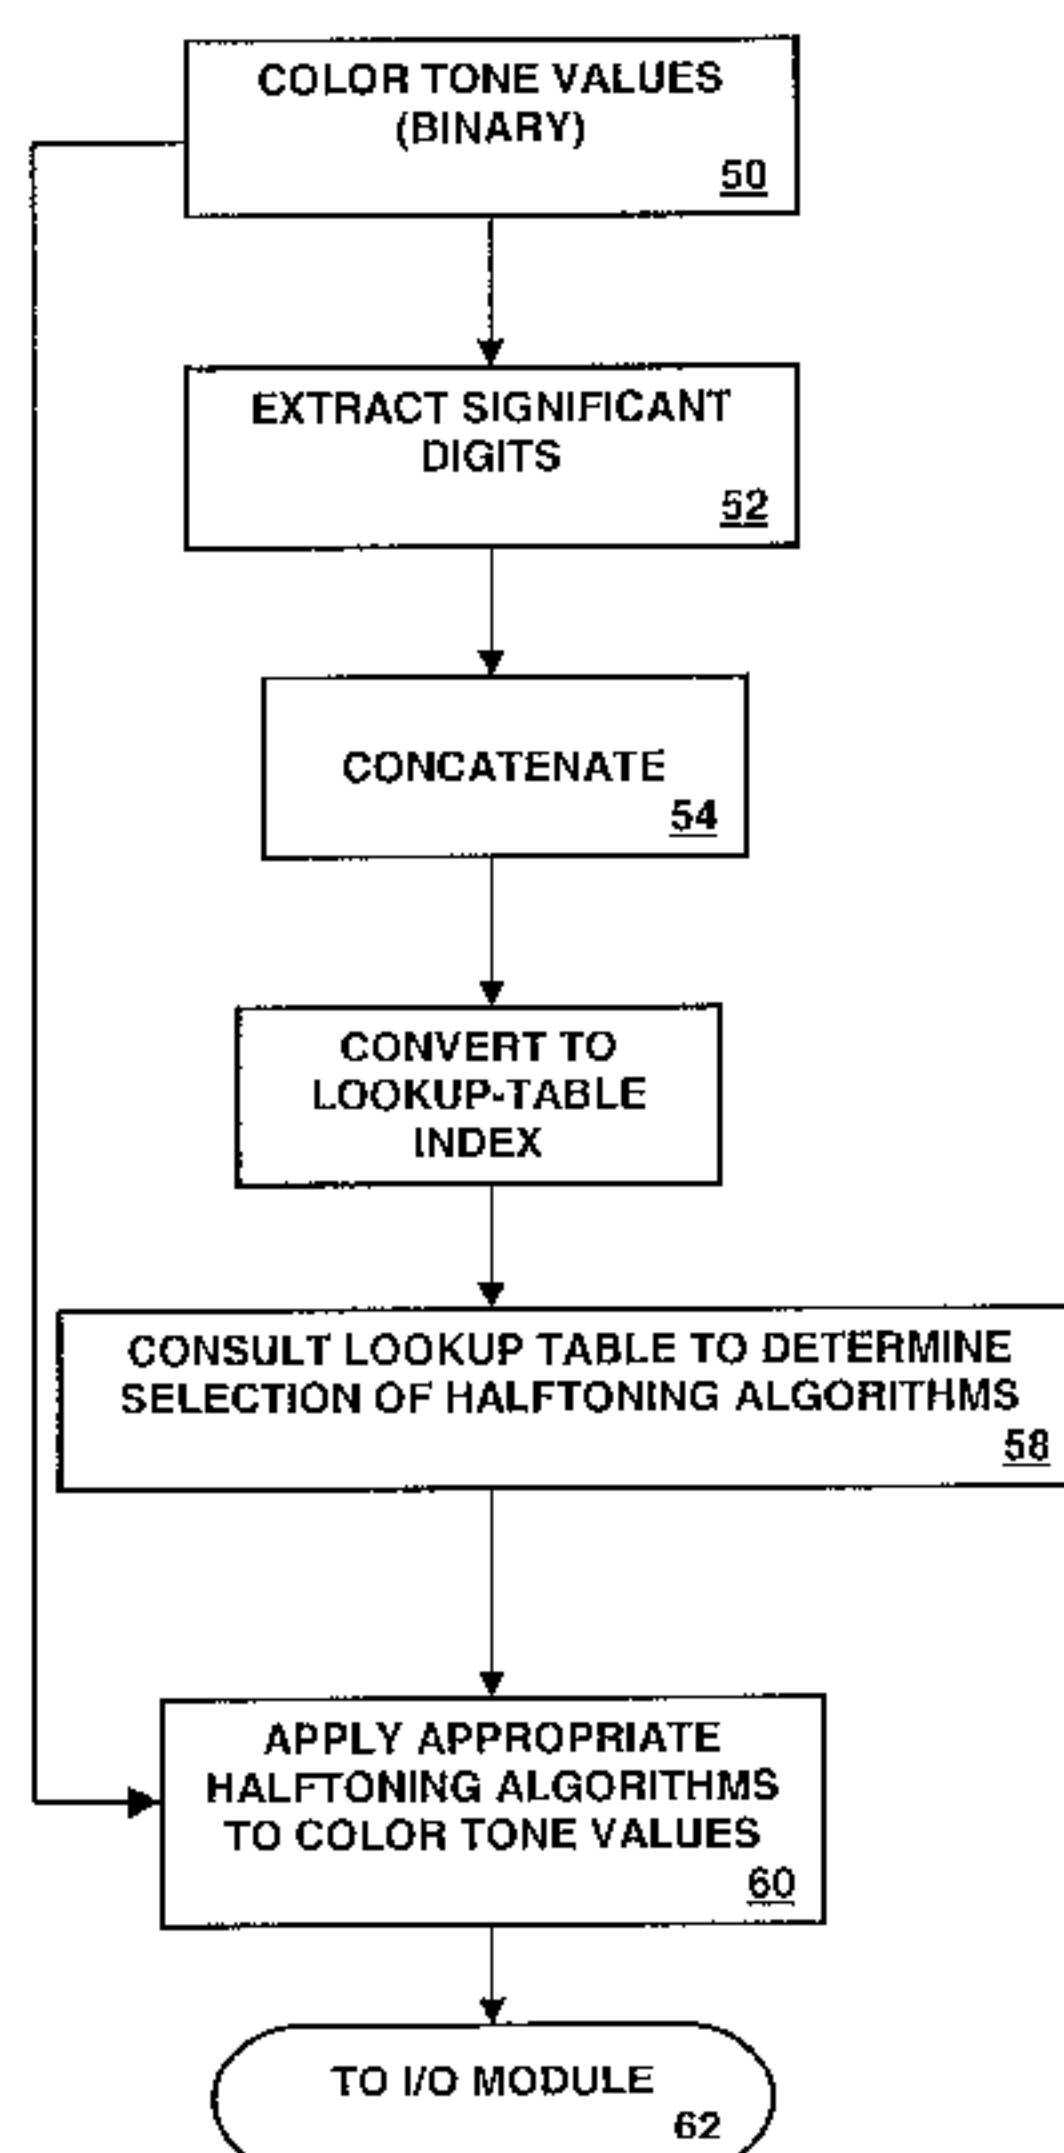 COLOR TONE VALUES
(BINARY)
50
EXTRACT SIGNIFICANT
DIGITS
52
CONCATENATE
54
CONVERT TO
LOOKUP-TABLE
INDEX
CONSULT LOOKUP TABLE TO DETERMINE
SELECTION OF HALFTONING ALGORITHMS
58
APPLY APPROPRIATE
HALFTONING ALGORITHMS
TO COLOR TONE VALUES
60
TO I/O MODULE
62